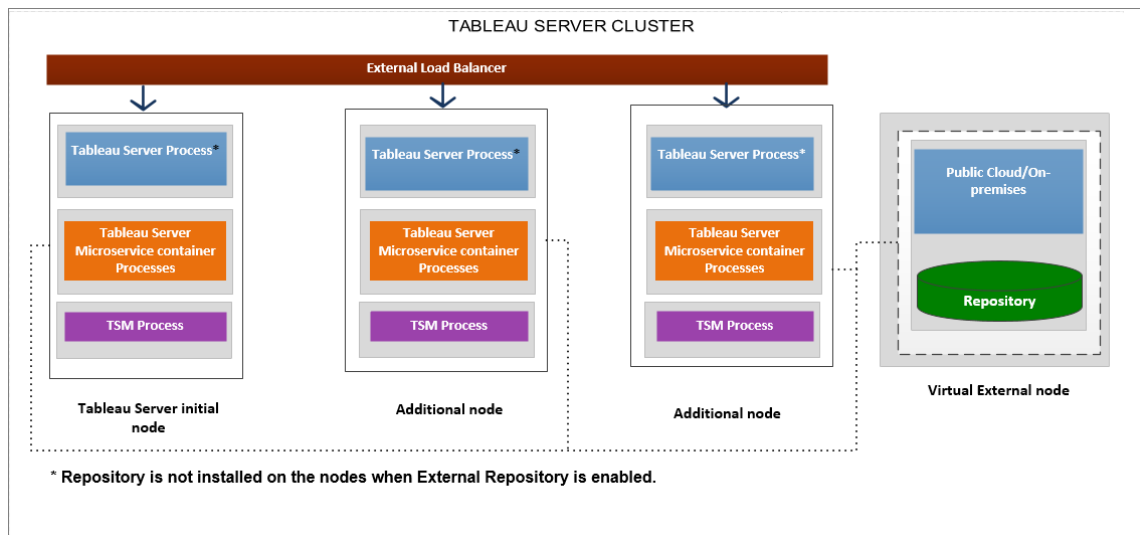 TABLEAU SERVER CLUSTER
External Load Balancer
Tableau Server Process*
Tableau Server
Microservice container
Processes
TSM Process
Tableau Server initial
node
Tableau Server Process*
Tableau Server
Microservice container
Processes
TSM Process
Additional node
Tableau Server Process*
Tableau Server
Microservice container
Processes
TSM Process
Additional node
Public Cloud/On-
premises
Repository
Virtual External node
* Repository is not installed on the nodes when External Repository is enabled.